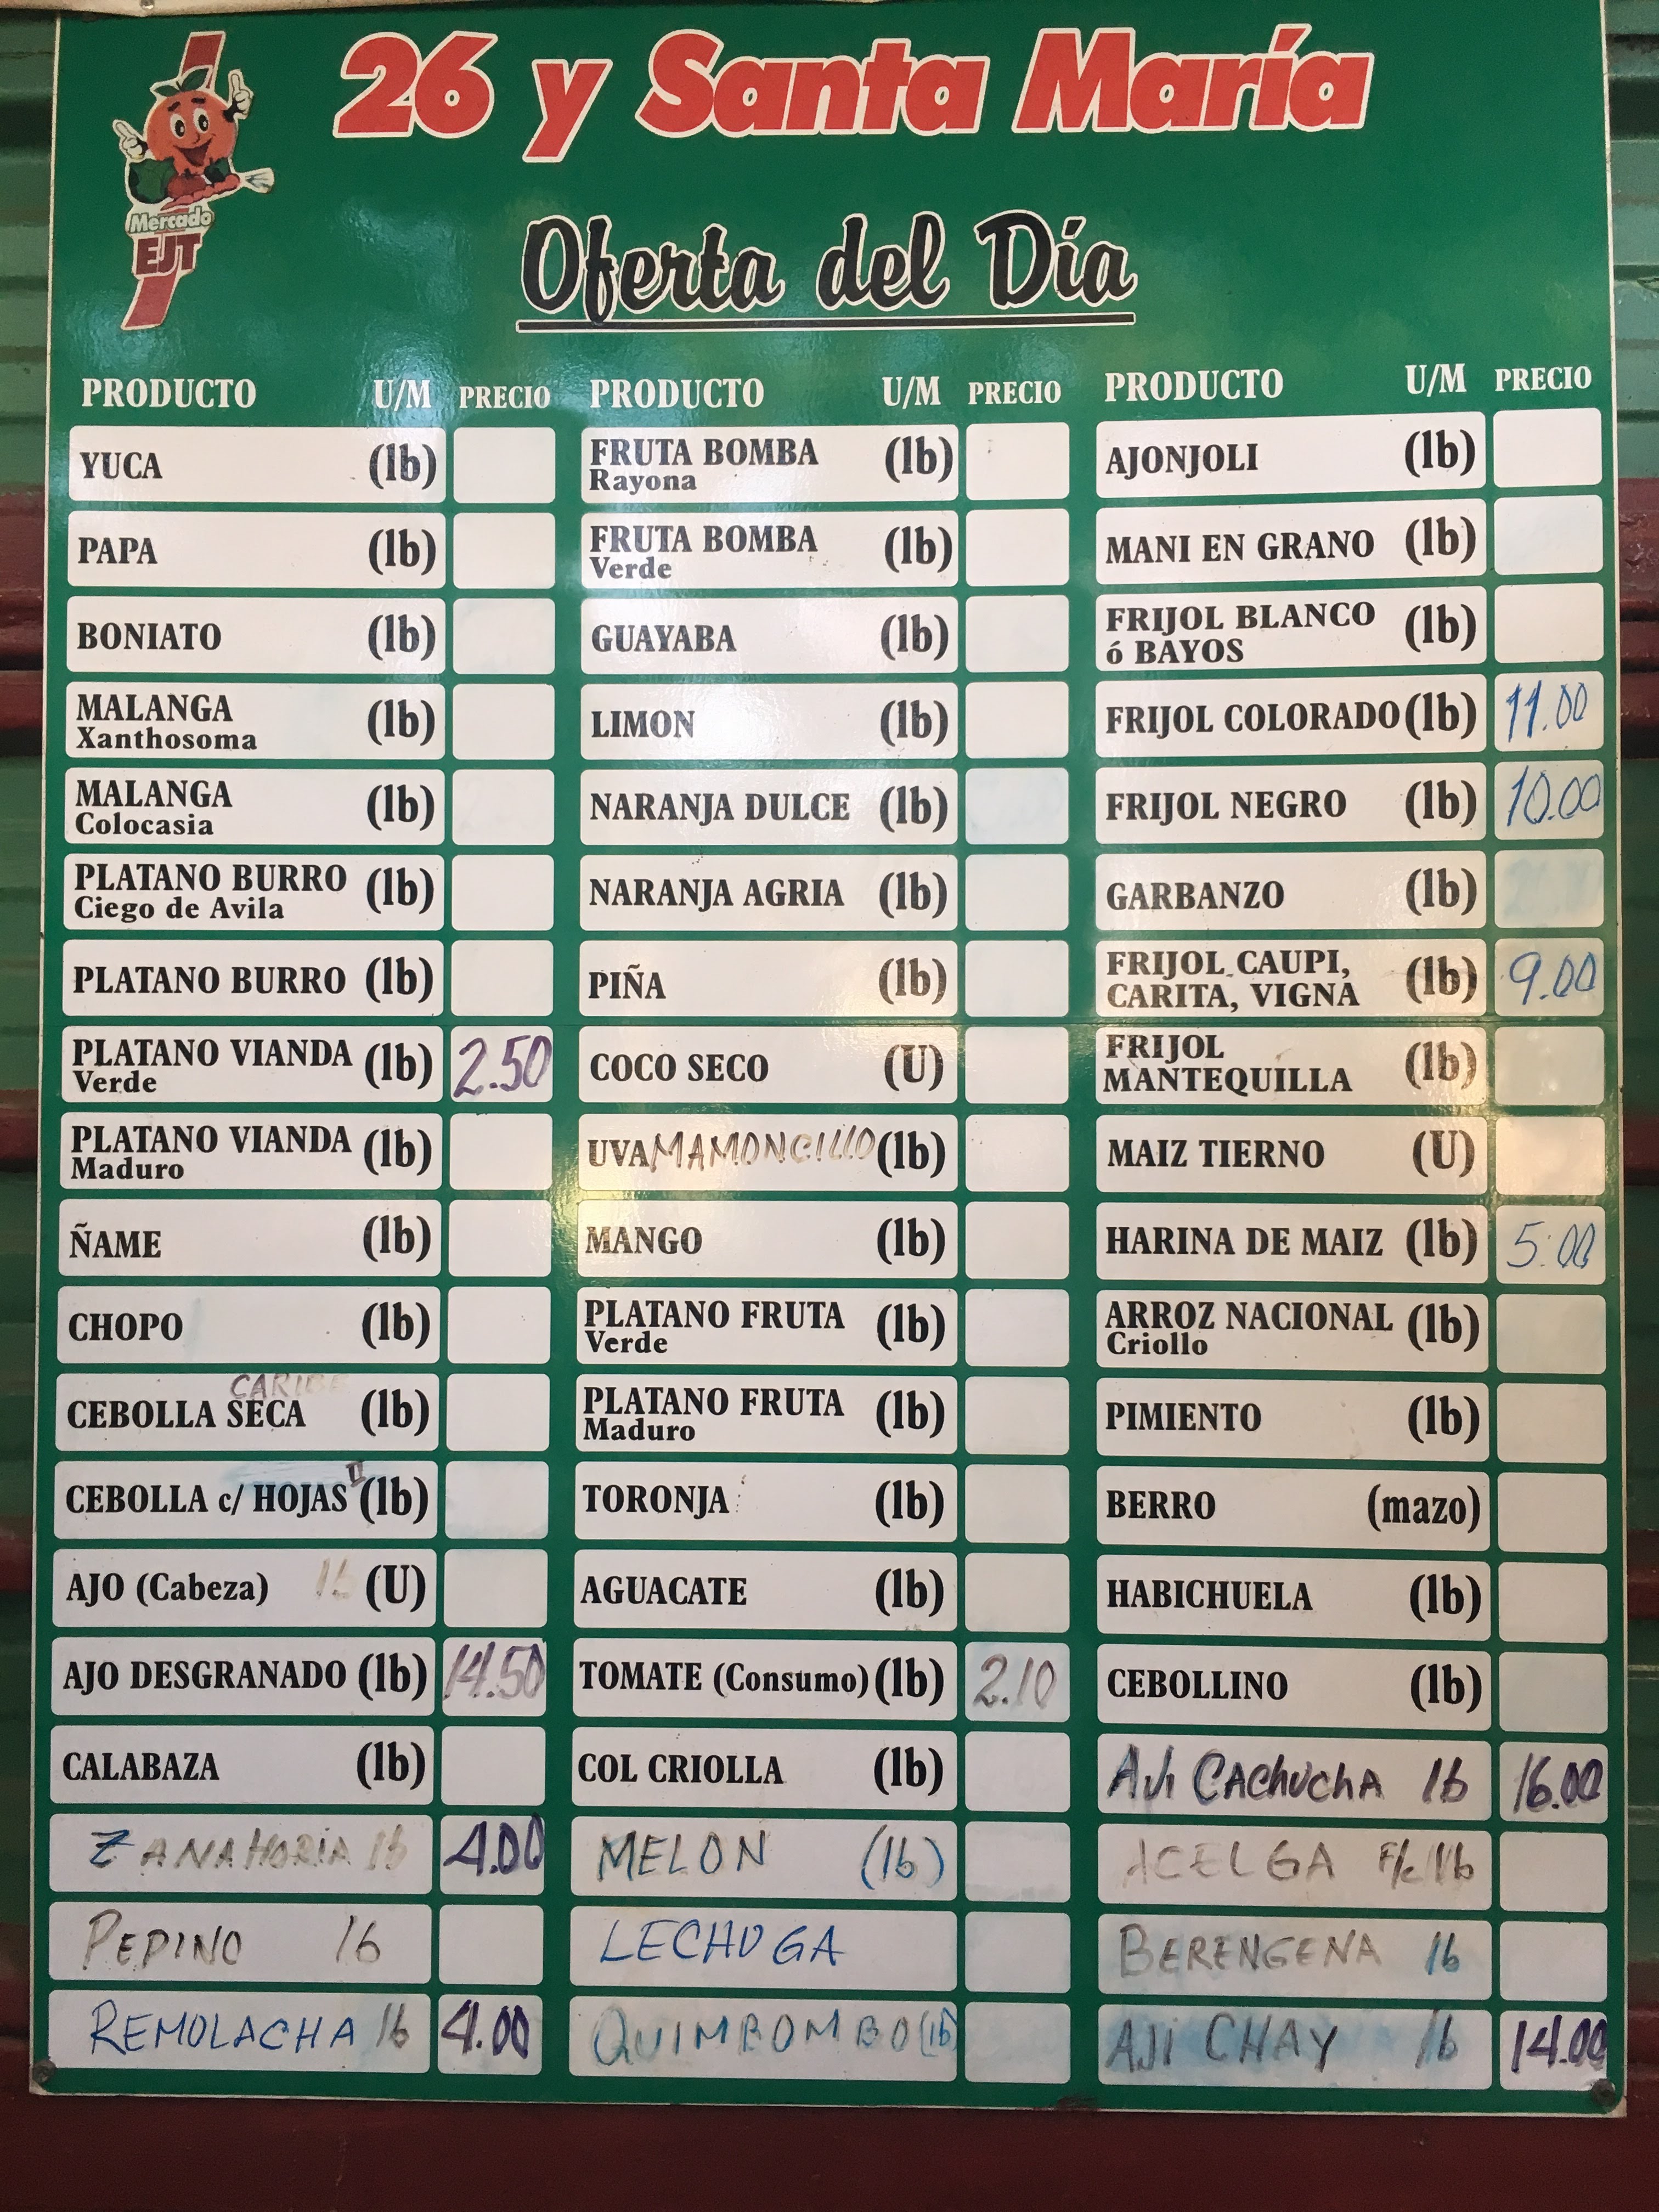 26 y Santa María
Mercado
EJT
Oferta del Día
PRODUCTO U/M PRECIO
YUCA (lb)
PAPA (lb)
BONIATO (lb)
MALANGA (lb)
Xanthosoma
MALANGA (lb)
Colocasia
PLATANO BURRO (lb)
Ciego de Avila
PLATANO BURRO (lb)
PLATANO VIANDA (lb) 2.50
Verde
PLATANO VIANDA (lb)
Maduro
ÑAME (lb)
CHOPO (lb)
CARIBE
CEBOLLA SECA (lb)
CEBOLLA c/ HOJAS II (lb)
AJO (Cabeza) lb (U)
AJO DESGRANADO (lb) 14.50
CALABAZA (lb)
ZANAHORIA lb 4.00
PEPINO lb
REMOLACHA lb 4.00
PRODUCTO U/M PRECIO
FRUTA BOMBA (lb)
Rayona
FRUTA BOMBA (lb)
Verde
GUAYABA (lb)
LIMON (lb)
NARANJA DULCE (lb)
NARANJA AGRIA (lb)
PIÑA (lb)
COCO SECO (U)
UVA MAMONCILLO (lb)
MANGO (lb)
PLATANO FRUTA (lb)
Verde
PLATANO FRUTA (lb)
Maduro
TORONJA (lb)
AGUACATE (lb)
TOMATE (Consumo) (lb) 2.10
COL CRIOLLA (lb)
MELON (lb)
LECHUGA
QUIMBOMBO (lb)
PRODUCTO U/M PRECIO
AJONJOLI (lb)
MANI EN GRANO (lb)
FRIJOL BLANCO (lb)
ó BAYOS
FRIJOL COLORADO (lb) 11.00
FRIJOL NEGRO (lb) 10.00
GARBANZO (lb)
FRIJOL CAUPI, (lb) 9.00
CARITA, VIGNA
FRIJOL (lb)
MANTEQUILLA
MAIZ TIERNO (U)
HARINA DE MAIZ (lb) 5.00
ARROZ NACIONAL (lb)
Criollo
PIMIENTO (lb)
BERRO (mazo)
HABICHUELA (lb)
CEBOLLINO (lb)
AJI CACHUCHA lb 16.00
ACELGA lb
BERENGENA lb
AJI CHAY lb 14.00